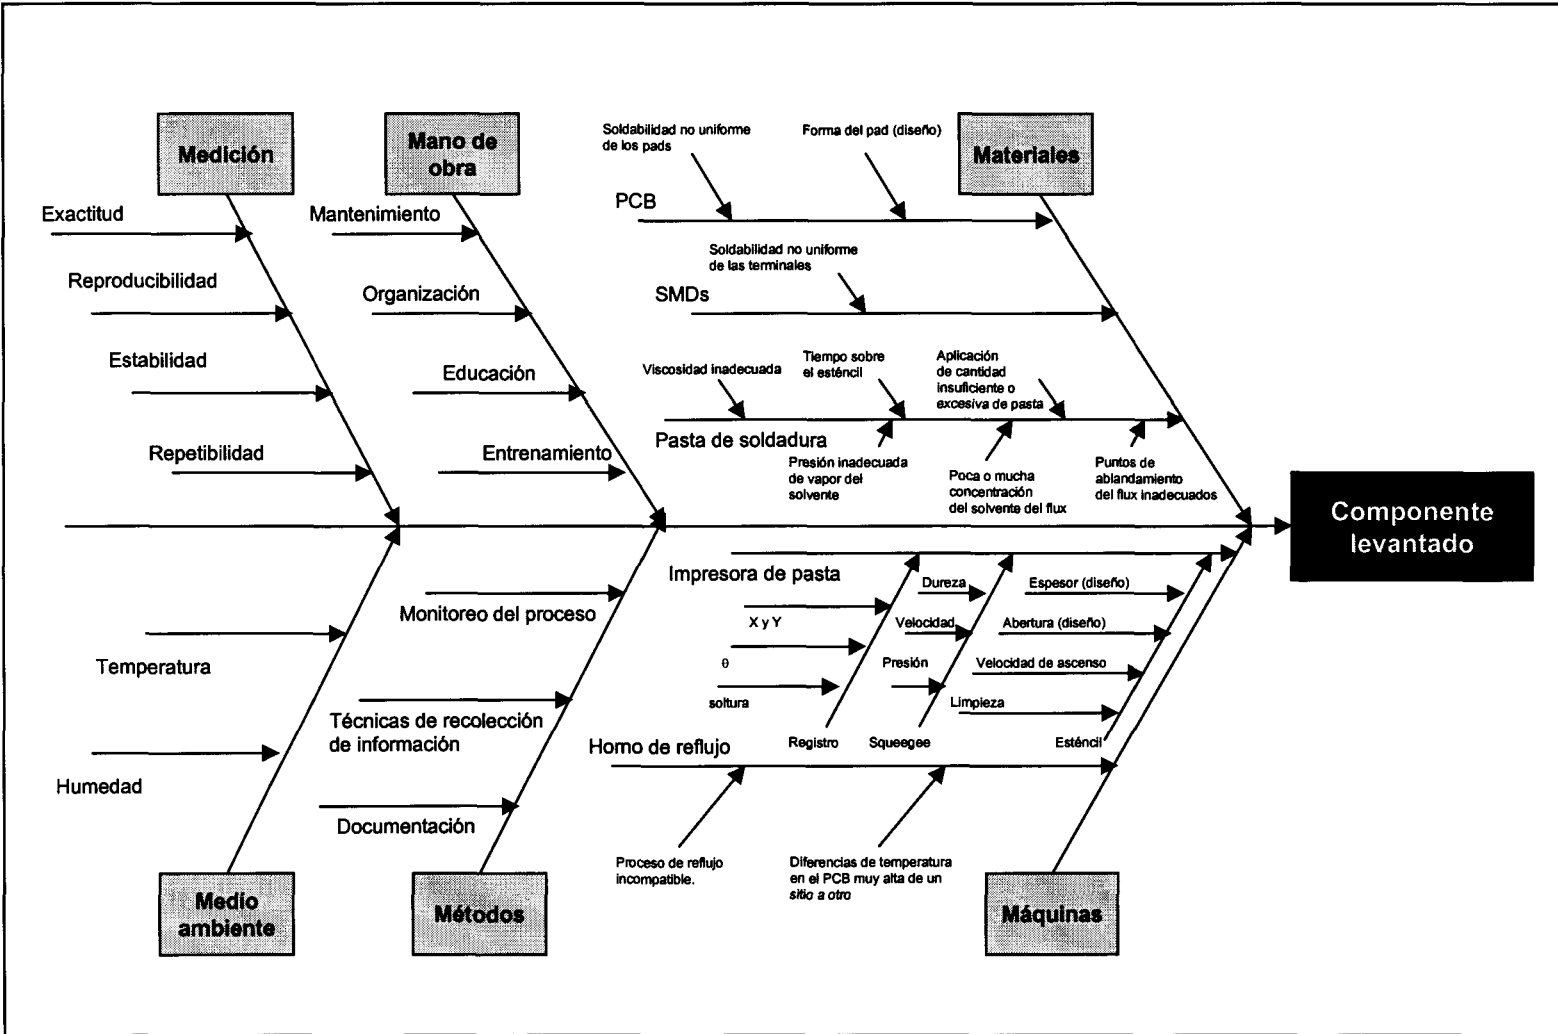 Medición
Mano de
obra
Soldabilidad no uniforme
de los pads
Forma del pad (diseño)
Materiales
Exactitud
Mantenimiento
PCB
Reproducibilidad
Organización
Soldabilidad no uniforme
de las terminales
SMDs
Estabilidad
Educación
Viscosidad inadecuada
Tiempo sobre
el esténcil
Aplicación
de cantidad
insuficiente o
excesiva de pasta
Repetibilidad
Entrenamiento
Pasta de soldadura
Presión inadecuada
de vapor del
solvente
Poca o mucha
concentración
del solvente del flux
Puntos de
ablandamiento
del flux inadecuados
Componente
levantado
Impresora de pasta
Monitoreo del proceso
X y Y
θ
soltura
Registro
Dureza
Velocidad
Presión
Squeegee
Espesor (diseño)
Abertura (diseño)
Velocidad de ascenso
Limpieza
Esténcil
Temperatura
Técnicas de recolección
de información
Horno de reflujo
Humedad
Documentación
Proceso de reflujo
incompatible.
Diferencias de temperatura
en el PCB muy alta de un
sitio a otro
Medio
ambiente
Métodos
Máquinas